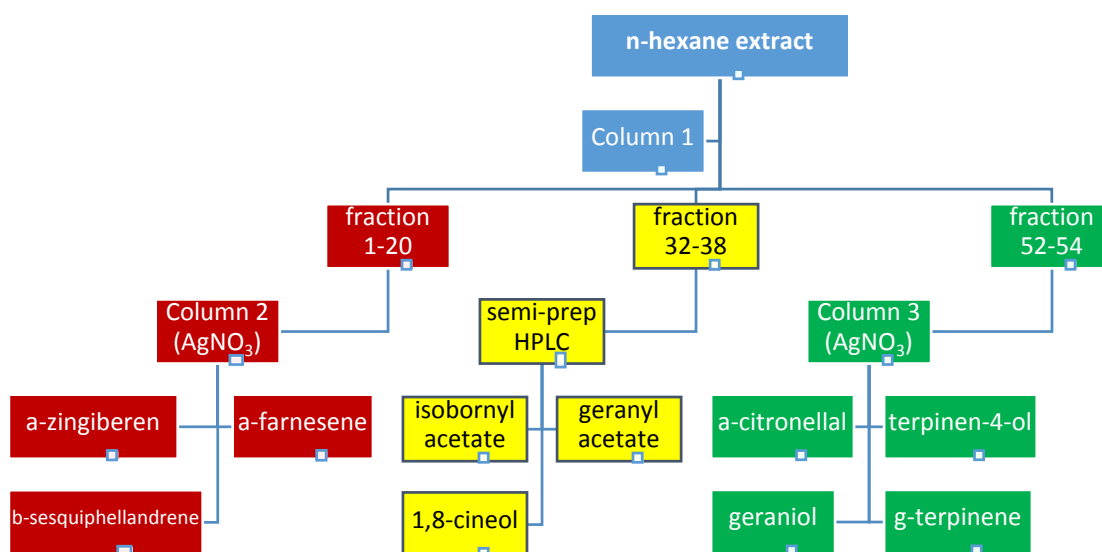 n-hexane extract
Column 1
fraction
1-20
fraction
32-38
fraction
52-54
Column 2
(AgNO₃)
semi-prep
HPLC
Column 3
(AgNO₃)
a-zingiberen
a-farnesene
isobornyl
acetate
geranyl
acetate
a-citronellal
terpinen-4-ol
b-sesquiphellandrene
1,8-cineol
geraniol
g-terpinene